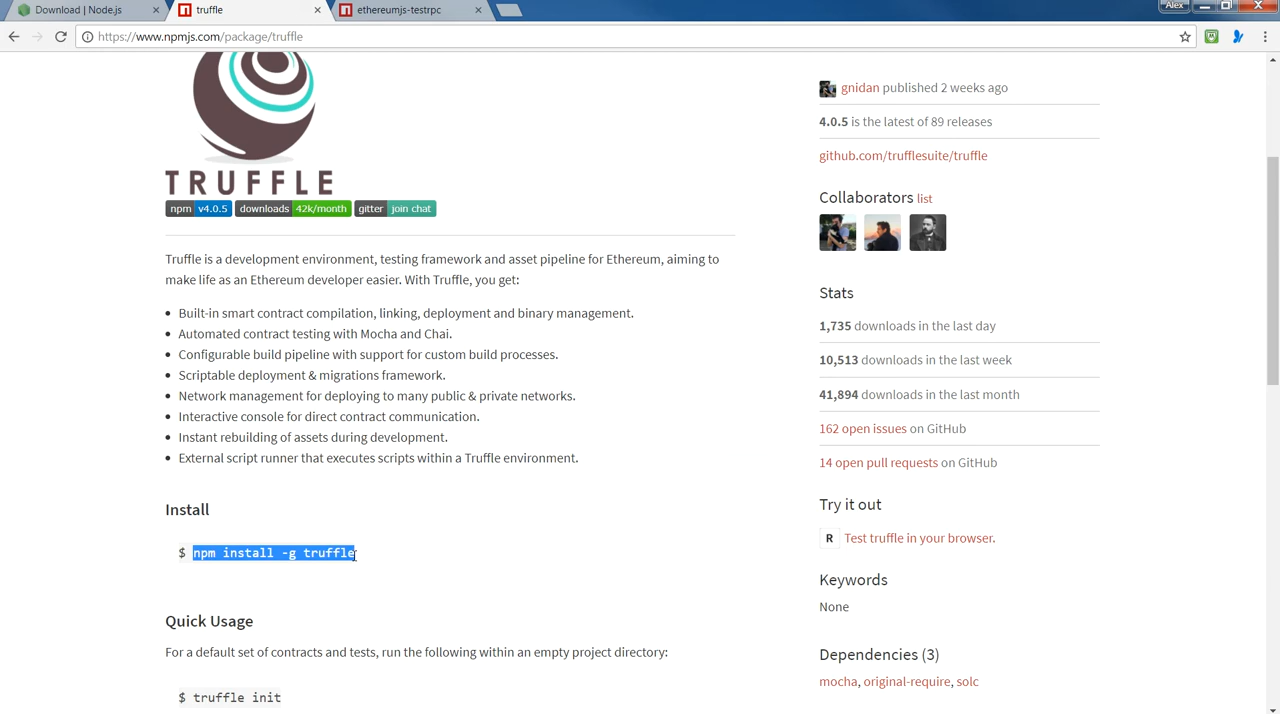 Download | Node.js
truffle
ethereumjs-testrpc
Alex
https://www.npmjs.com/package/truffle
TRUFFLE
npm v4.0.5 downloads 42k/month gitter join chat
Truffle is a development environment, testing framework and asset pipeline for Ethereum, aiming to
make life as an Ethereum developer easier. With Truffle, you get:
Built-in smart contract compilation, linking, deployment and binary management.
Automated contract testing with Mocha and Chai.
Configurable build pipeline with support for custom build processes.
Scriptable deployment & migrations framework.
Network management for deploying to many public & private networks.
Interactive console for direct contract communication.
Instant rebuilding of assets during development.
External script runner that executes scripts within a Truffle environment.
Install
$ npm install -g truffle
Quick Usage
For a default set of contracts and tests, run the following within an empty project directory:
$ truffle init
gnidan published 2 weeks ago
4.0.5 is the latest of 89 releases
github.com/trufflesuite/truffle
Collaborators list
Stats
1,735 downloads in the last day
10,513 downloads in the last week
41,894 downloads in the last month
162 open issues on GitHub
14 open pull requests on GitHub
Try it out
R Test truffle in your browser.
Keywords
None
Dependencies (3)
mocha, original-require, solc